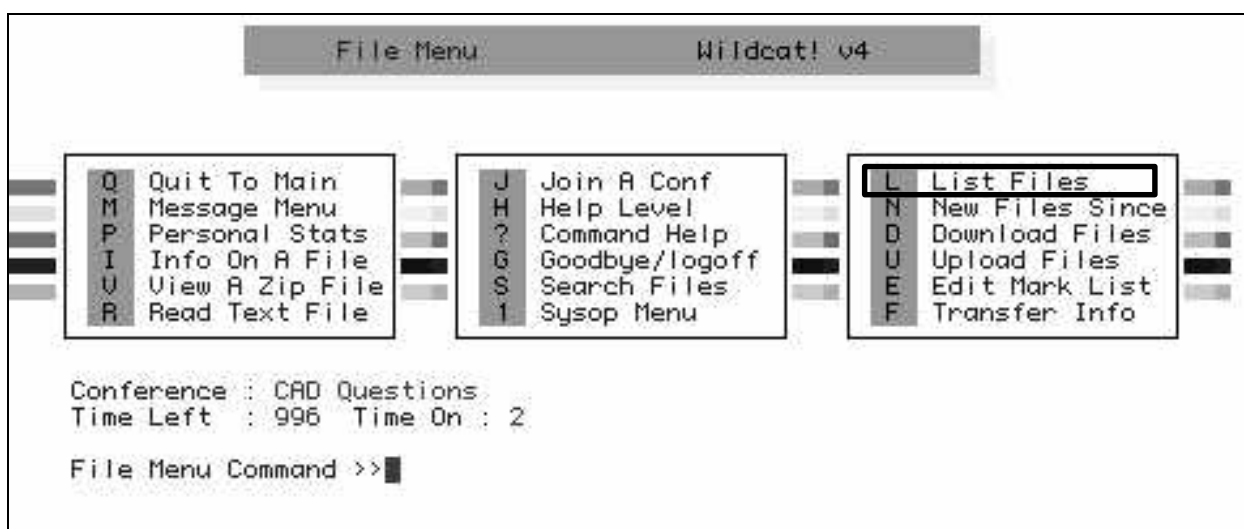 File Menu Wildcat! v4
Q Quit To Main
M Message Menu
P Personal Stats
I Info On A File
V View A Zip File
R Read Text File
J Join A Conf
H Help Level
? Command Help
G Goodbye/logoff
S Search Files
1 Sysop Menu
L List Files
N New Files Since
D Download Files
U Upload Files
E Edit Mark List
F Transfer Info
Conference : CAD Questions
Time Left : 996 Time On : 2
File Menu Command >>